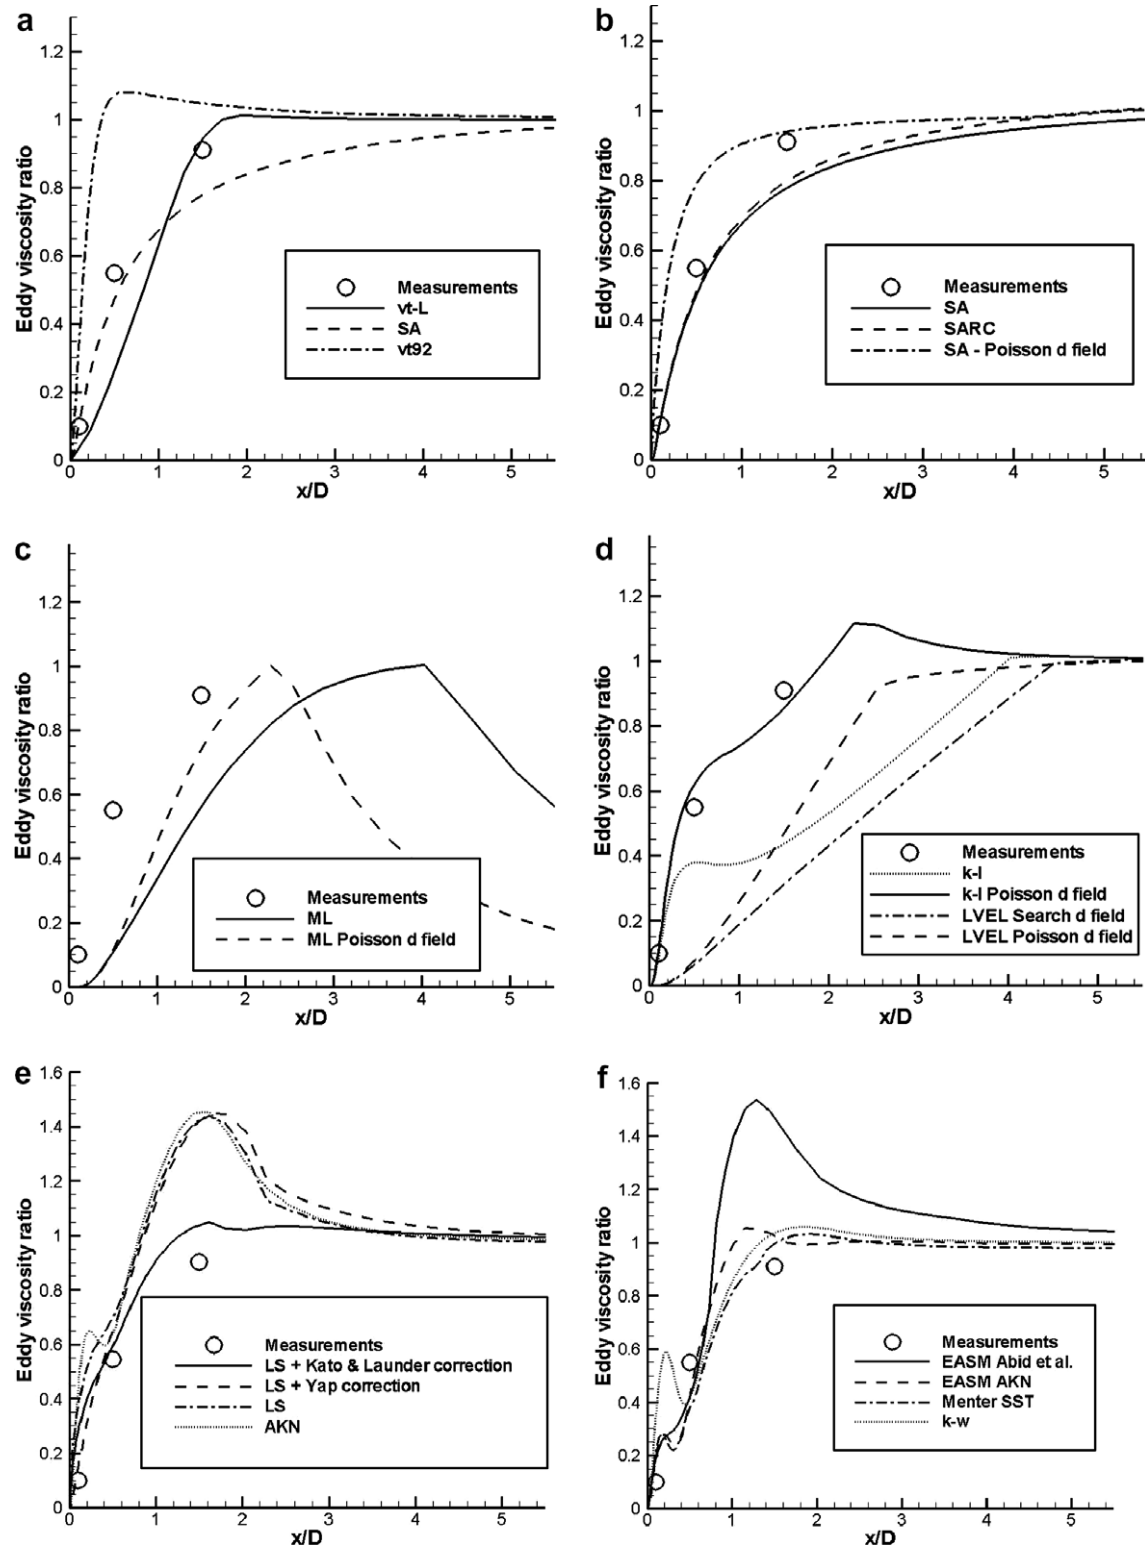 a
1.2
1
0.8
0.6
0.4
0.2
0
Eddy viscosity ratio
Measurements
vt-L
SA
vt92
0 1 2 3 4 5
x/D
b
1.2
1
0.8
0.6
0.4
0.2
0
Eddy viscosity ratio
Measurements
SA
SARC
SA - Poisson d field
0 1 2 3 4 5
x/D
c
1.2
1
0.8
0.6
0.4
0.2
0
Eddy viscosity ratio
Measurements
ML
ML Poisson d field
0 1 2 3 4 5
x/D
d
1.2
1
0.8
0.6
0.4
0.2
0
Eddy viscosity ratio
Measurements
k-l
k-l Poisson d field
LVEL Search d field
LVEL Poisson d field
0 1 2 3 4 5
x/D
e
1.6
1.4
1.2
1
0.8
0.6
0.4
0.2
0
Eddy viscosity ratio
Measurements
LS + Kato & Launder correction
LS + Yap correction
LS
AKN
0 1 2 3 4 5
x/D
f
1.6
1.4
1.2
1
0.8
0.6
0.4
0.2
0
Eddy viscosity ratio
Measurements
EASM Abid et al.
EASM AKN
Menter SST
k-w
0 1 2 3 4 5
x/D